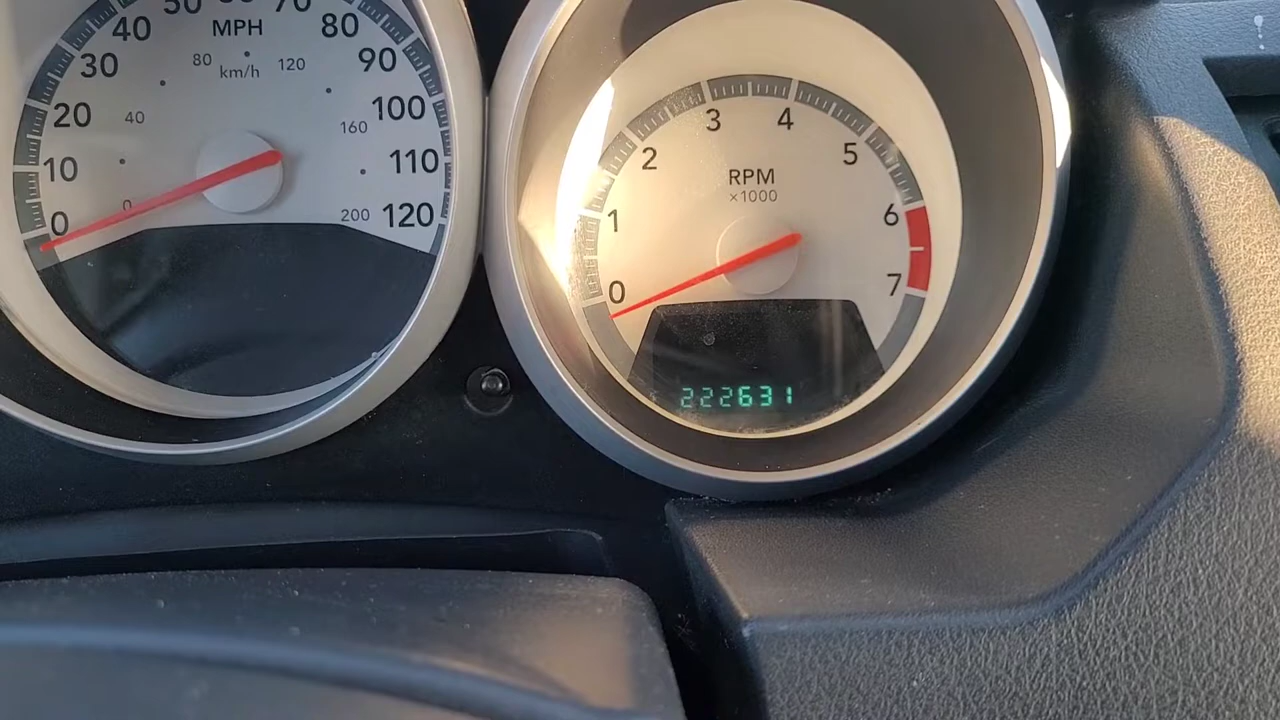 50 60 70
40 MPH 80
30 80 km/h 120 90
20 40 160 100
10 110
0 0 200 120
3 4
2 5
RPM
×1000
1 6
0 7
222631